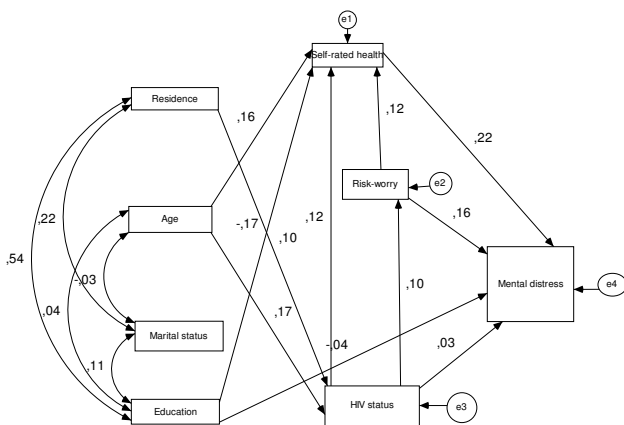 e1
Self-rated health
Residence
,16
,12
,22
Risk-worry
e2
Age
,22
-,17
,10
,12
,16
,54
-,03
Mental distress
e4
,04
,17
,10
Marital status
-,04
,03
,11
Education
HIV status
e3